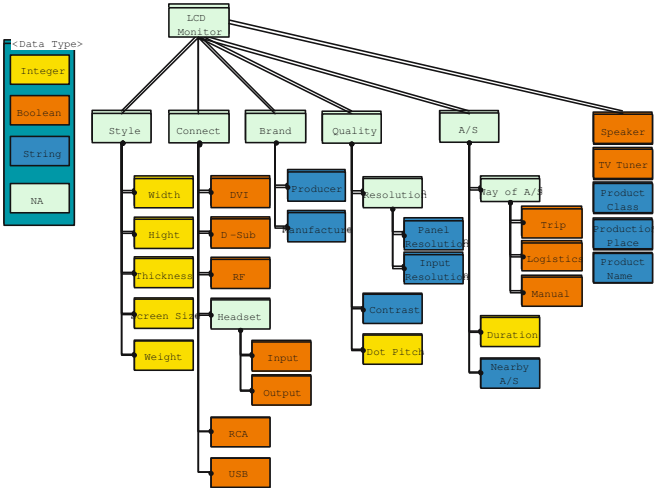 LCD
Monitor
<Data Type>
Integer
Boolean
String
NA
Style
Connect
Brand
Quality
A/S
Speaker
TV Tuner
Product
Class
Production
Place
Product
Name
Width
Hight
Thickness
Screen Size
Weight
DVI
D-Sub
RF
Headset
Input
Output
RCA
USB
Producer
Manufacture
Resolution
Panel
Resolution
Input
Resolution
Contrast
Dot Pitch
Way of A/S
Trip
Logistics
Manual
Duration
Nearby
A/S